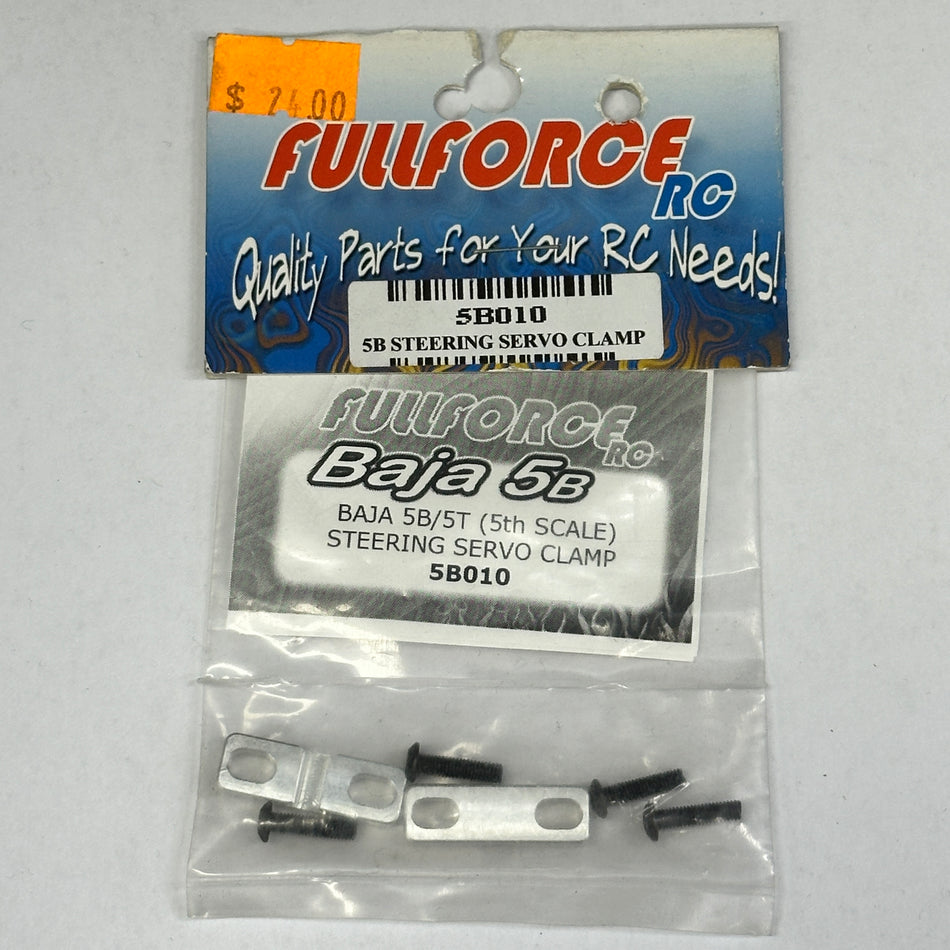 $ 24.00
FULLFORCE
RC
Quality Parts for Your RC Needs!
5B010
5B STEERING SERVO CLAMP
FULLFORCE
RC
Baja 5B
BAJA 5B/5T (5th SCALE)
STEERING SERVO CLAMP
5B010